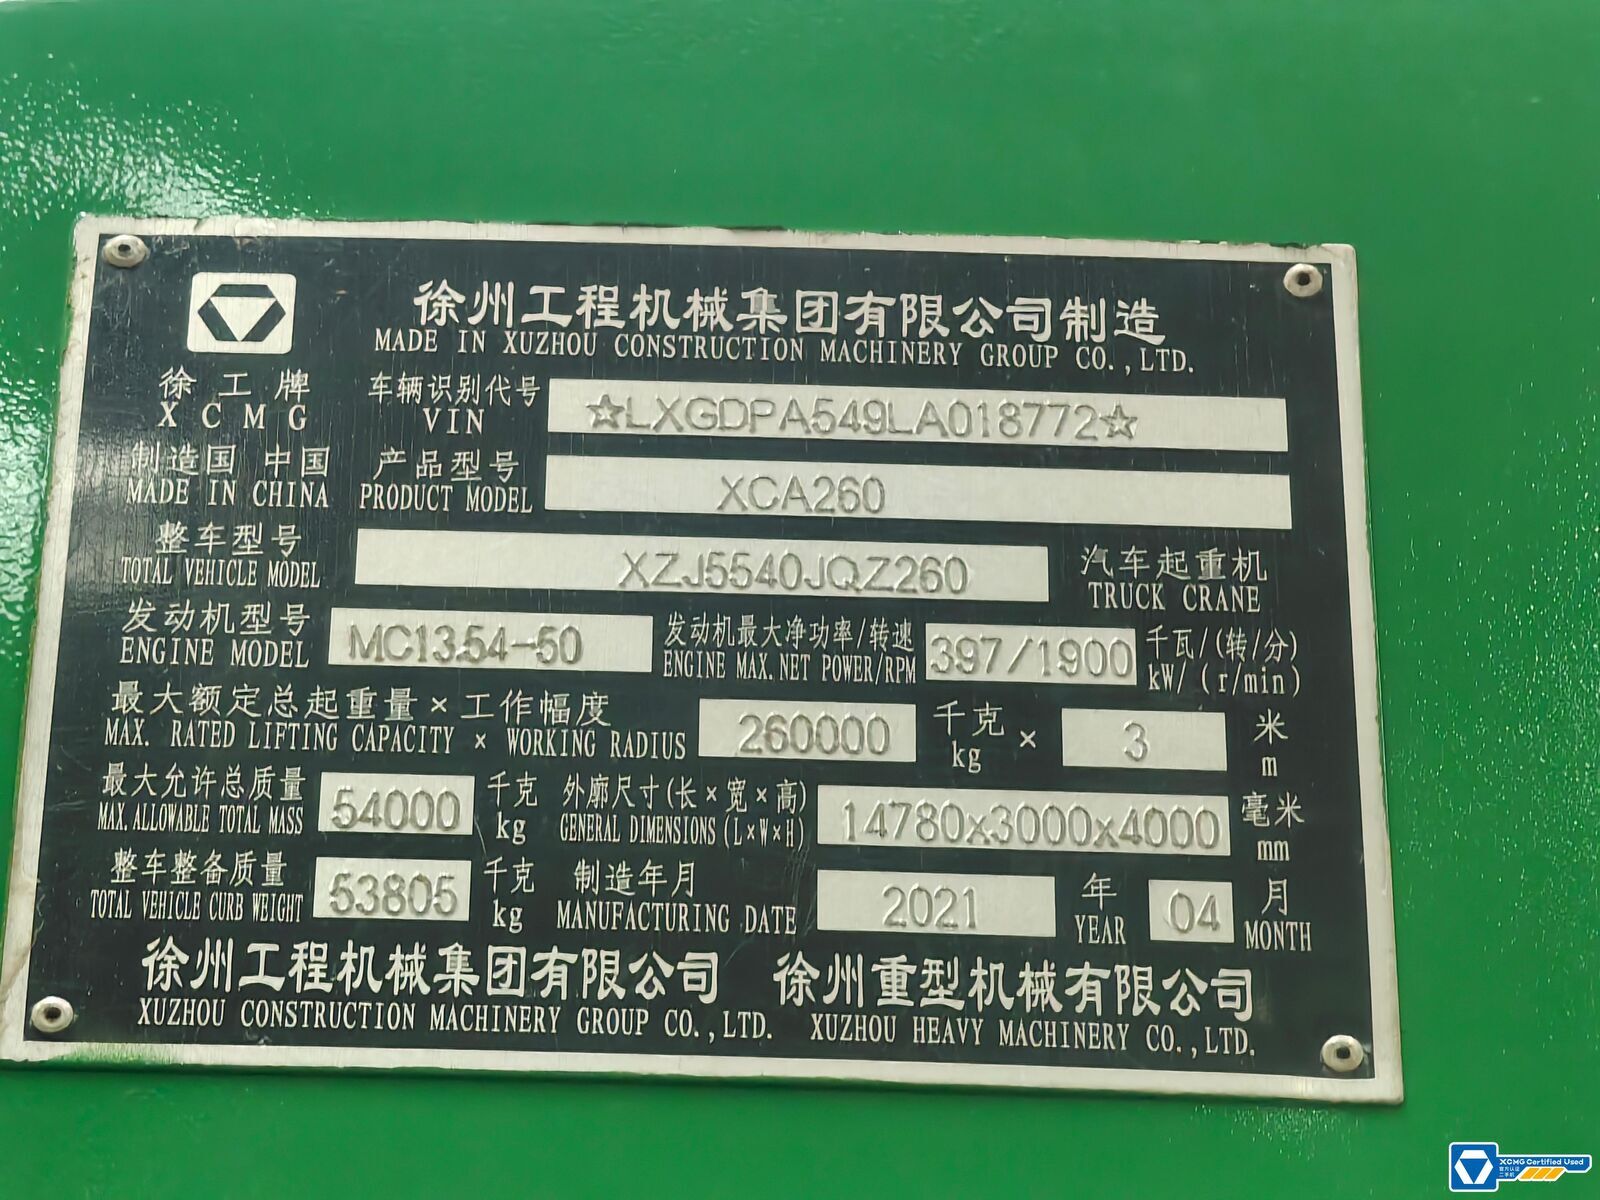 徐州工程机械集团有限公司制造
MADE IN XUZHOU CONSTRUCTION MACHINERY GROUP CO.,LTD.
徐工牌 车辆识别代号
XCMG VIN ☆LXGDPA549LA018772☆
制造国 中国 产品型号
MADE IN CHINA PRODUCT MODEL XCA260
整车型号 汽车起重机
TOTAL VEHICLE MODEL XZJ5540JQZ260 TRUCK CRANE
发动机型号 发动机最大净功率/转速 千瓦/(转/分)
ENGINE MODEL MC13.54-50 ENGINE MAX.NET POWER/RPM 397/1900 kW/(r/min)
最大额定总起重量×工作幅度 千克 米
MAX. RATED LIFTING CAPACITY × WORKING RADIUS 260000 kg × 3 m
最大允许总质量 千克 外廓尺寸(长×宽×高) 毫米
MAX.ALLOWABLE TOTAL MASS 54000 kg GENERAL DIMENSIONS(L×W×H) 14780x3000x4000 mm
整车整备质量 千克 制造年月 年 月
TOTAL VEHICLE CURB WEIGHT 53805 kg MANUFACTURING DATE 2021 YEAR 04 MONTH
徐州工程机械集团有限公司 徐州重型机械有限公司
XUZHOU CONSTRUCTION MACHINERY GROUP CO.,LTD. XUZHOU HEAVY MACHINERY CO.,LTD.
XCMG Certified Used
官方认证
二手机